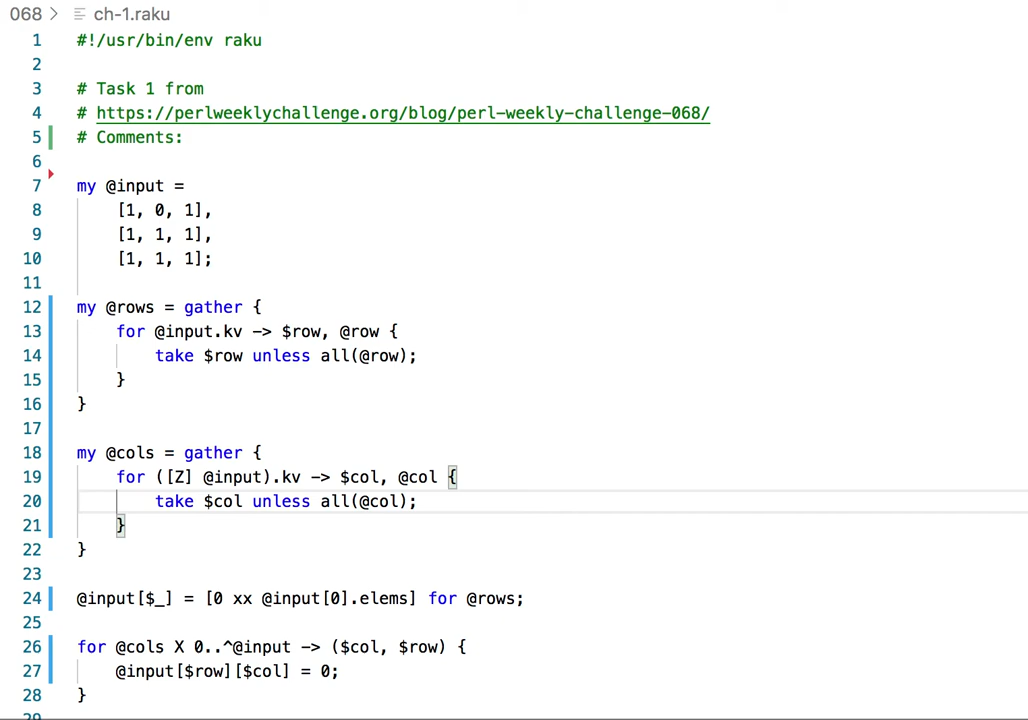 068 > ch-1.raku
1 #!/usr/bin/env raku
2
3 # Task 1 from
4 # https://perlweeklychallenge.org/blog/perl-weekly-challenge-068/
5 # Comments:
6
7 my @input =
8     [1, 0, 1],
9     [1, 1, 1],
10     [1, 1, 1];
11
12 my @rows = gather {
13     for @input.kv -> $row, @row {
14         take $row unless all(@row);
15     }
16 }
17
18 my @cols = gather {
19     for ([Z] @input).kv -> $col, @col {
20         take $col unless all(@col);
21     }
22 }
23
24 @input[$_] = [0 xx @input[0].elems] for @rows;
25
26 for @cols X 0..^@input -> ($col, $row) {
27     @input[$row][$col] = 0;
28 }
29